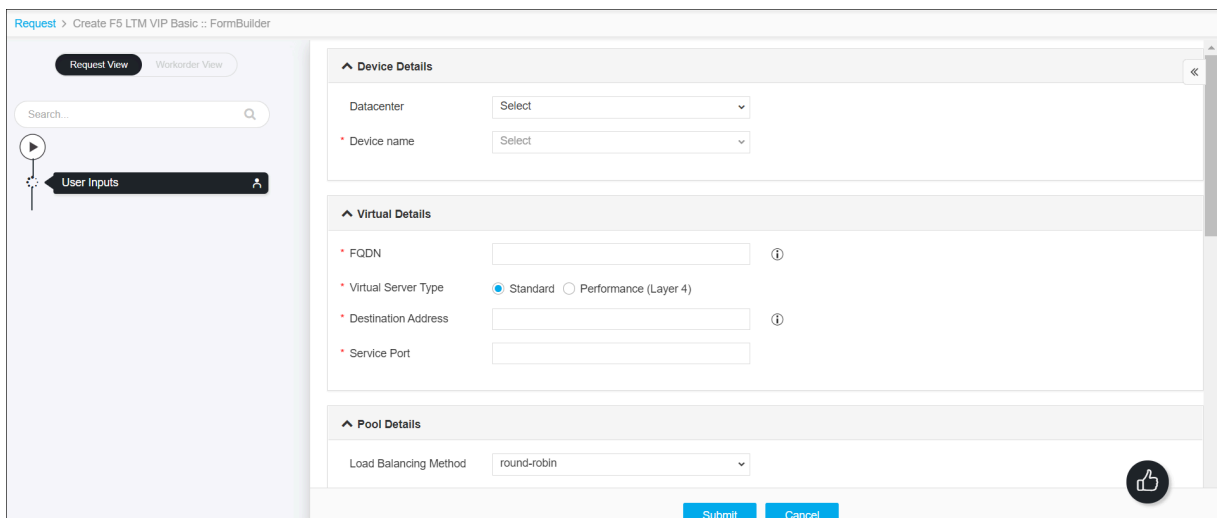 Request > Create F5 LTM VIP Basic :: FormBuilder
Request View Workorder View
Search...
User Inputs
Device Details
Datacenter Select
* Device name Select
Virtual Details
* FQDN
* Virtual Server Type Standard Performance (Layer 4)
* Destination Address
* Service Port
Pool Details
Load Balancing Method round-robin
Submit Cancel